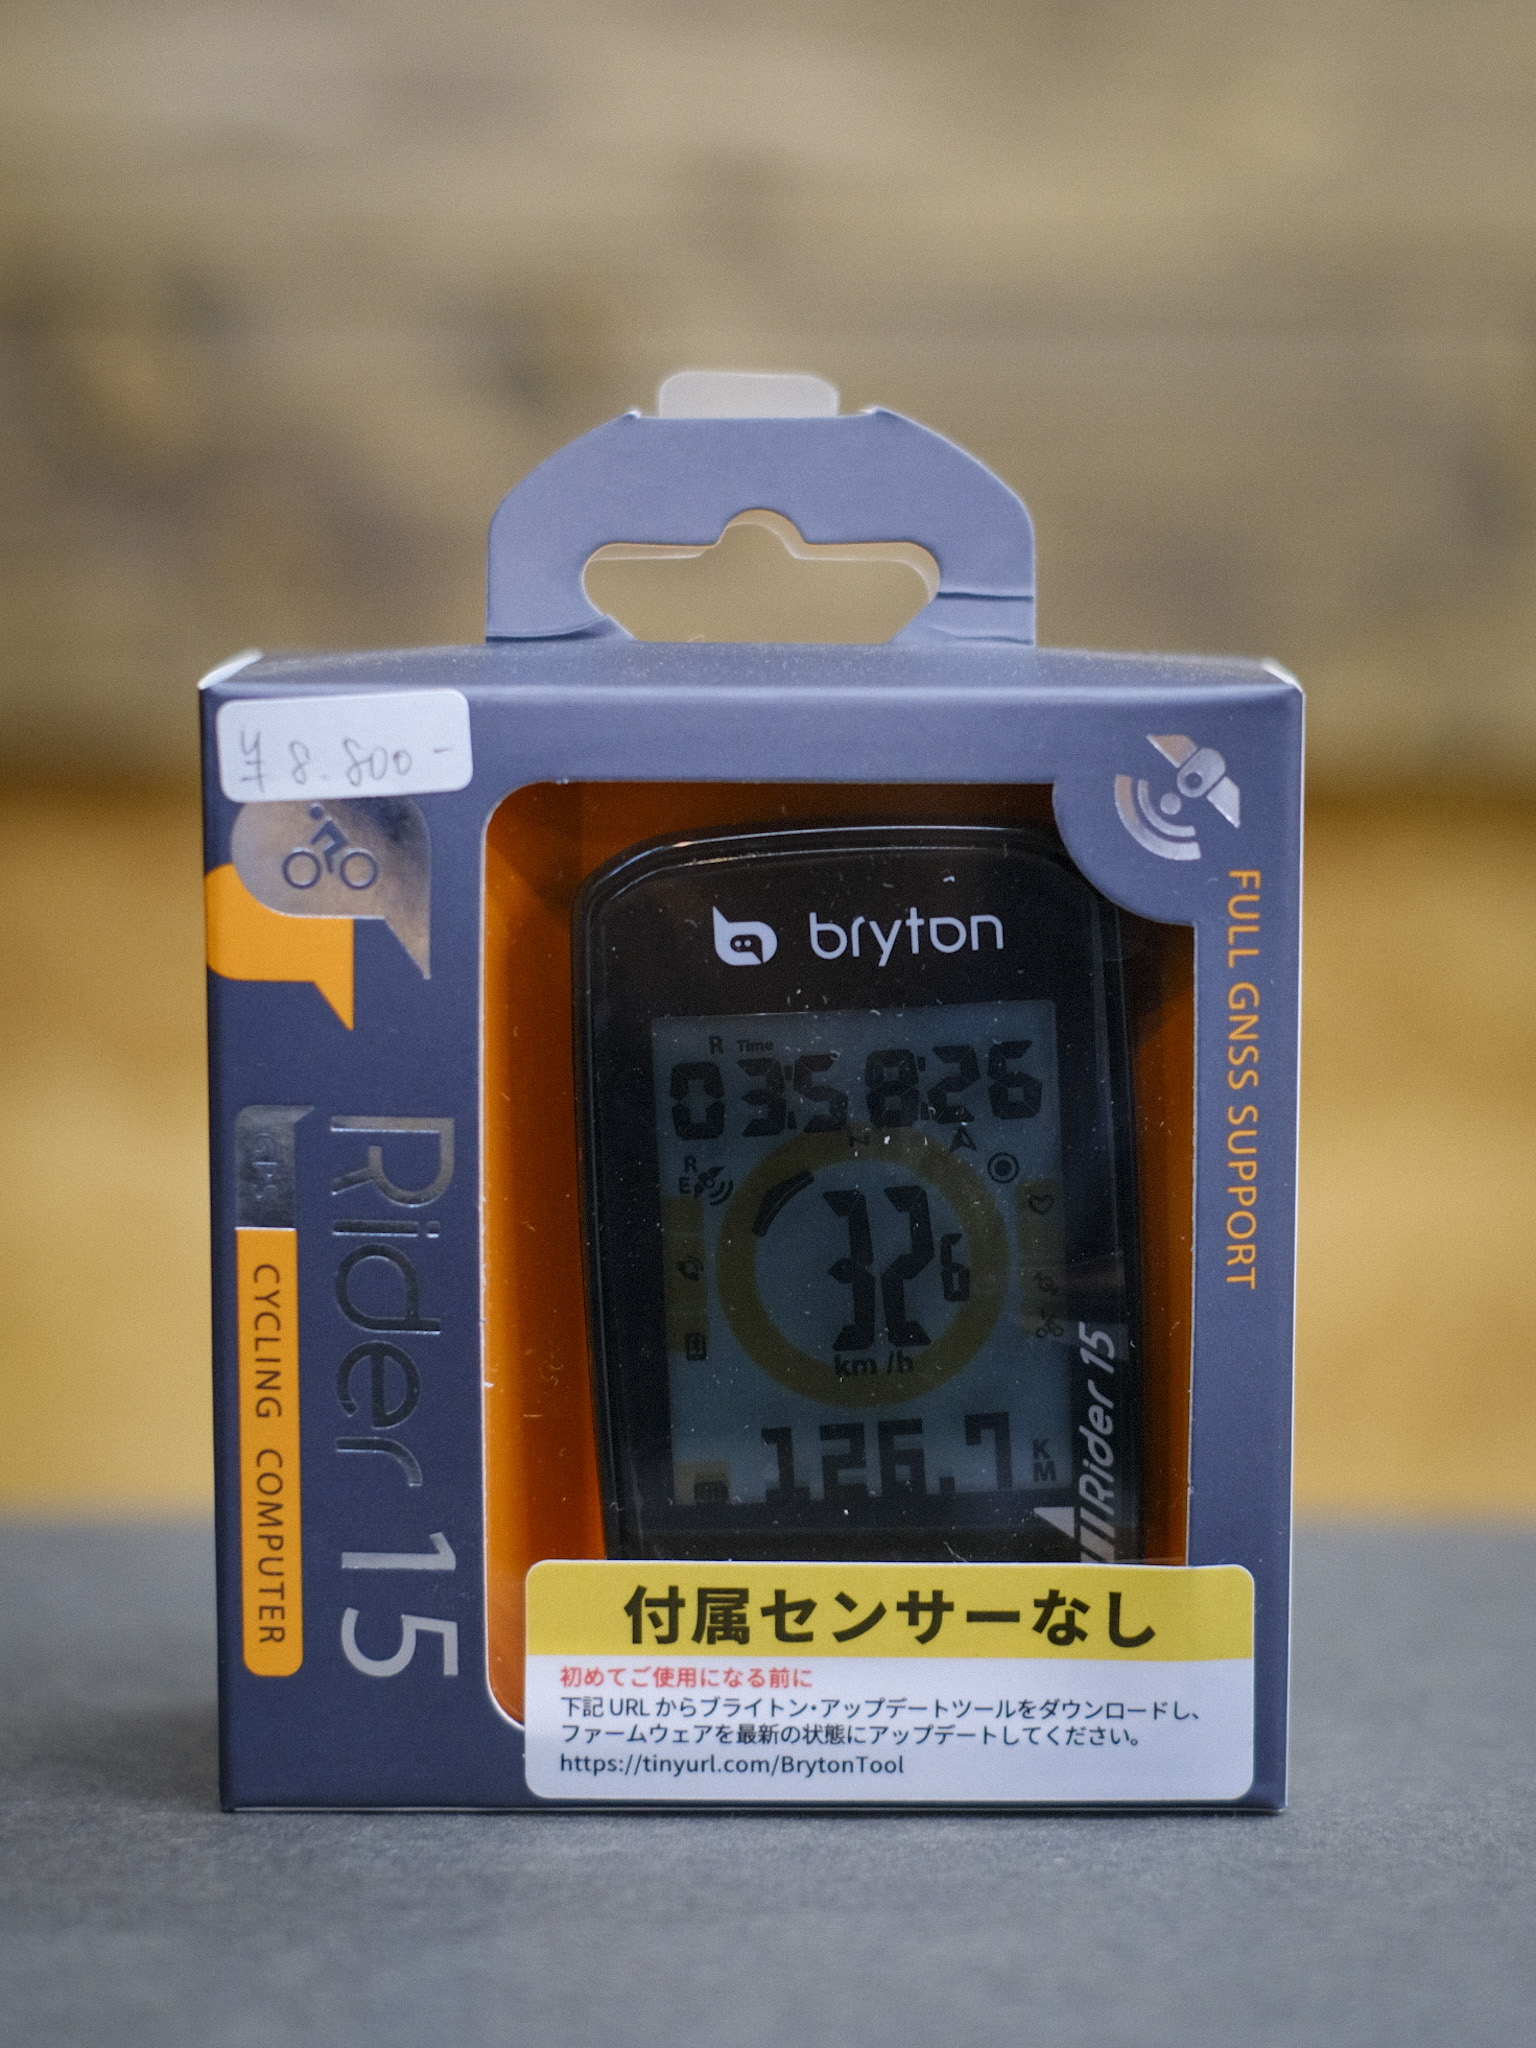 ¥ 8.800-
FULL GNSS SUPPORT
Rider 15
GPS
CYCLING COMPUTER
bryton
R Time
03:58:26
N
R
E
32.6
km/h
126.7
KM
Rider 15
付属センサーなし
初めてご使用になる前に
下記 URL からブライトン・アップデートツールをダウンロードし、
ファームウェアを最新の状態にアップデートしてください。
https://tinyurl.com/BrytonTool